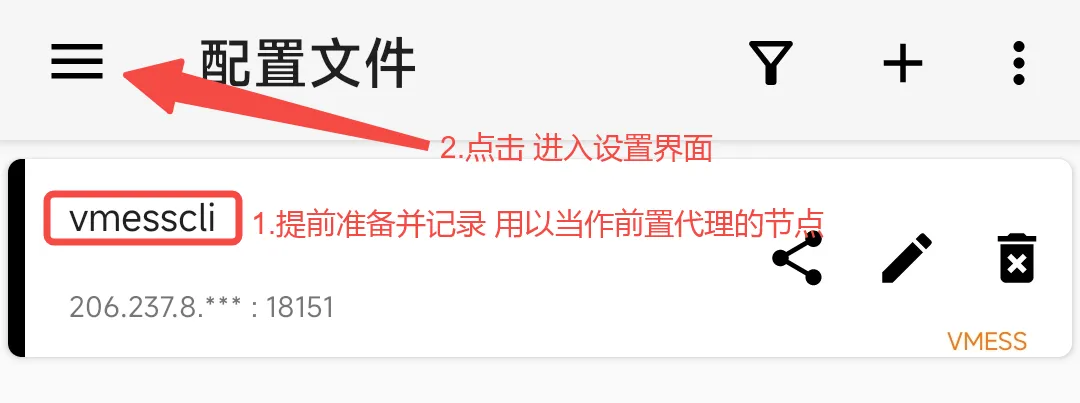 配置文件
2.点击 进入设置界面
vmesscli
1.提前准备并记录 用以当作前置代理的节点
206.237.8.*** : 18151
VMESS